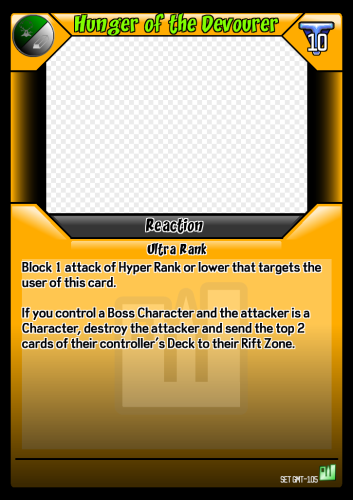 Hunger of the Devourer
10
Reaction
Ultra Rank
Block 1 attack of Hyper Rank or lower that targets the
user of this card.
If you control a Boss Character and the attacker is a
Character, destroy the attacker and send the top 2
cards of their controller's Deck to their Rift Zone.
SET GMT-105